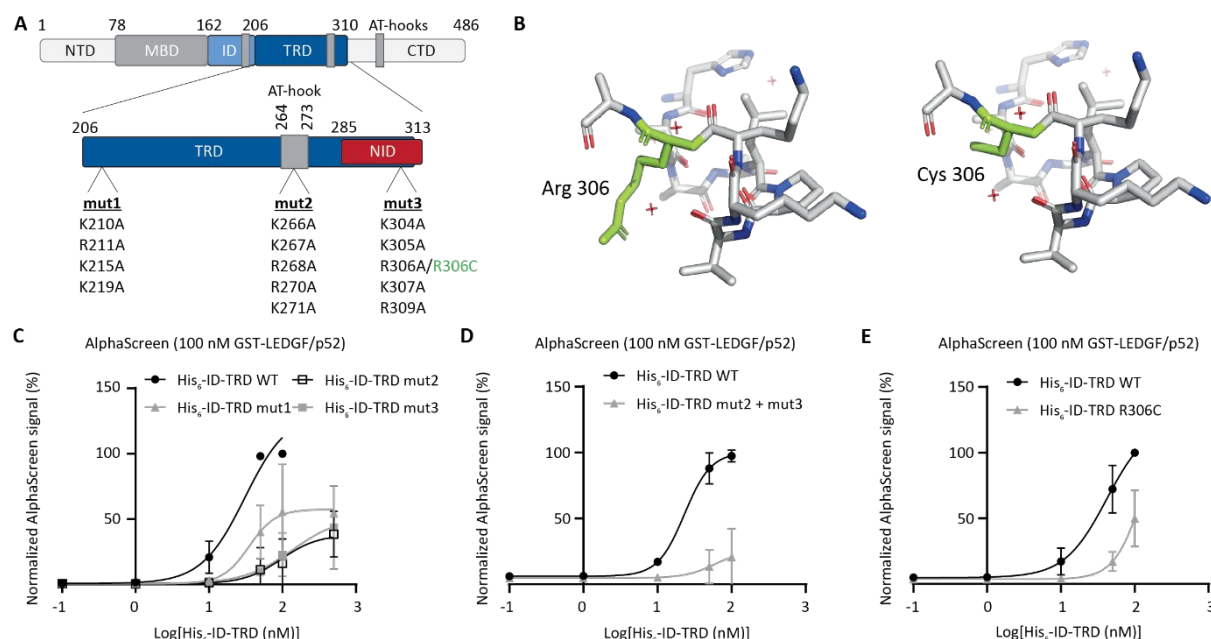 A
1 78 162 206 310 AT-hooks 486
NTD MBD ID TRD CTD
AT-hook
206 264 273 285 313
TRD NID
mut1 mut2 mut3
K210A K266A K304A
R211A K267A K305A
K215A R268A R306A/R306C
K219A R270A K307A
K271A R309A
B
Arg 306
Cys 306
C
AlphaScreen (100 nM GST-LEDGF/p52)
His₆-ID-TRD WT His₆-ID-TRD mut2
His₆-ID-TRD mut1 His₆-ID-TRD mut3
Normalized AlphaScreen signal (%)
100
50
-1 0 1 2 3
Log[His₆-ID-TRD (nM)]
D
AlphaScreen (100 nM GST-LEDGF/p52)
His₆-ID-TRD WT
His₆-ID-TRD mut2 + mut3
Normalized AlphaScreen signal (%)
100
50
-1 0 1 2 3
Log[His₆-ID-TRD (nM)]
E
AlphaScreen (100 nM GST-LEDGF/p52)
His₆-ID-TRD WT
His₆-ID-TRD R306C
Normalized AlphaScreen signal (%)
100
50
-1 0 1 2 3
Log[His₆-ID-TRD (nM)]